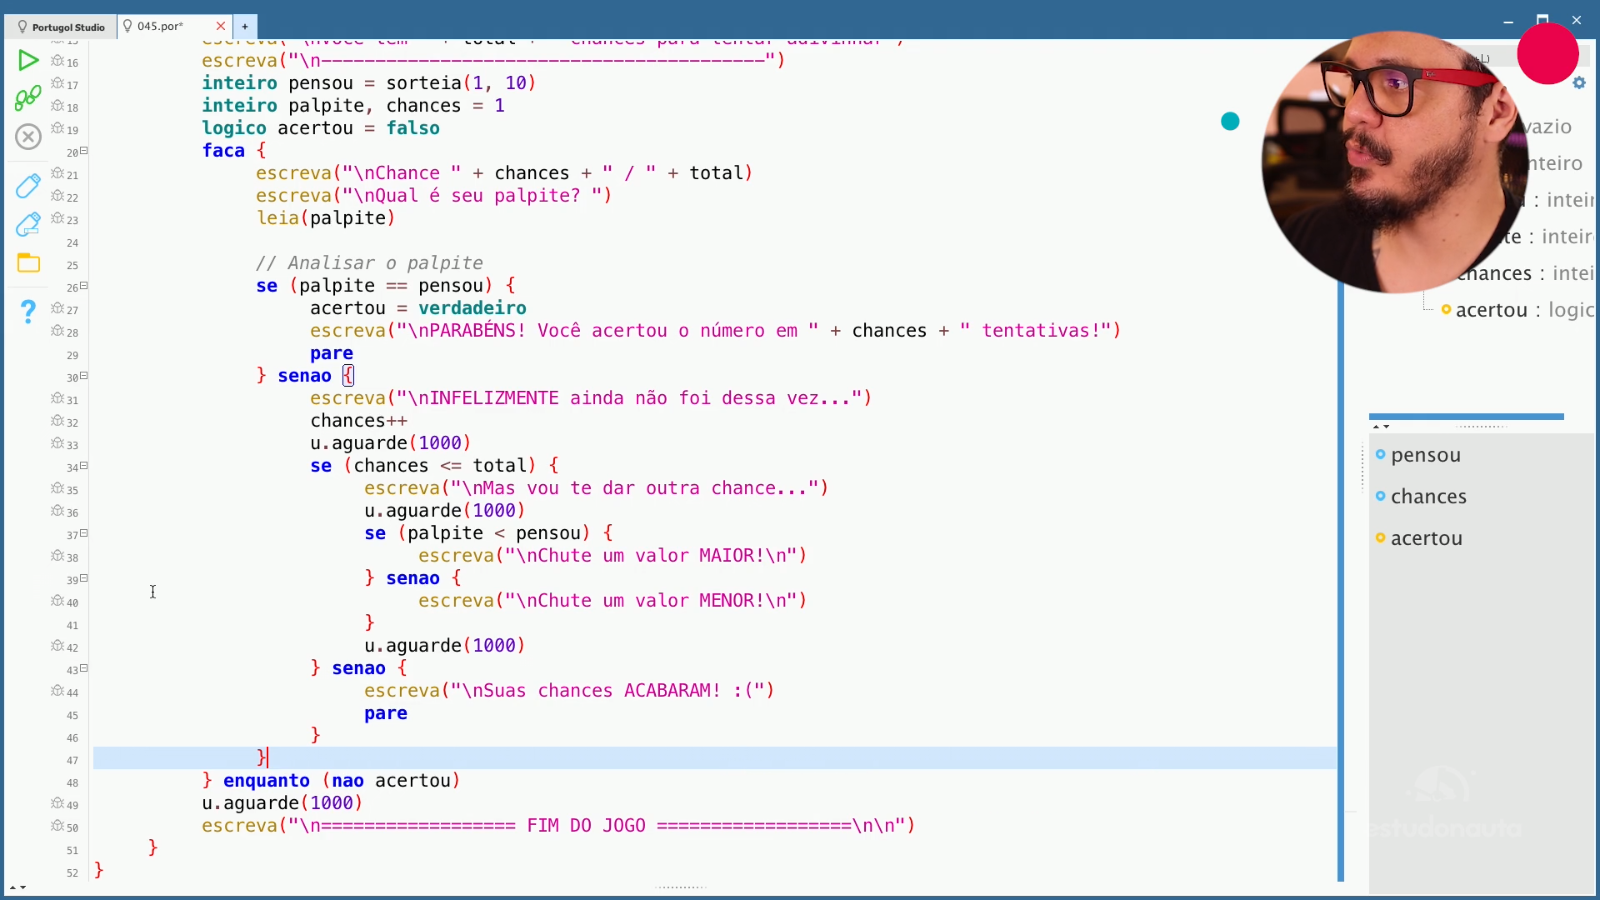 Portugol Studio
045.por*
escreva("\nVocê tem " + total + " chances para tentar adivinhar")
16 escreva("\n-----------------------------------------")
17 inteiro pensou = sorteia(1, 10)
18 inteiro palpite, chances = 1
19 logico acertou = falso
20 faca {
21 escreva("\nChance " + chances + " / " + total)
22 escreva("\nQual é seu palpite? ")
23 leia(palpite)
24
25 // Analisar o palpite
26 se (palpite == pensou) {
27 acertou = verdadeiro
28 escreva("\nPARABÉNS! Você acertou o número em " + chances + " tentativas!")
29 pare
30 } senao {
31 escreva("\nINFELIZMENTE ainda não foi dessa vez...")
32 chances++
33 u.aguarde(1000)
34 se (chances <= total) {
35 escreva("\nMas vou te dar outra chance...")
36 u.aguarde(1000)
37 se (palpite < pensou) {
38 escreva("\nChute um valor MAIOR!\n")
39 } senao {
40 escreva("\nChute um valor MENOR!\n")
41 }
42 u.aguarde(1000)
43 } senao {
44 escreva("\nSuas chances ACABARAM! :(")
45 pare
46 }
47 }
48 } enquanto (nao acertou)
49 u.aguarde(1000)
50 escreva("\n================== FIM DO JOGO ==================\n\n")
51 }
52 }
vazio
inteiro
: intei
te : inteir
chances : intei
acertou : logic
pensou
chances
acertou
estudonauta